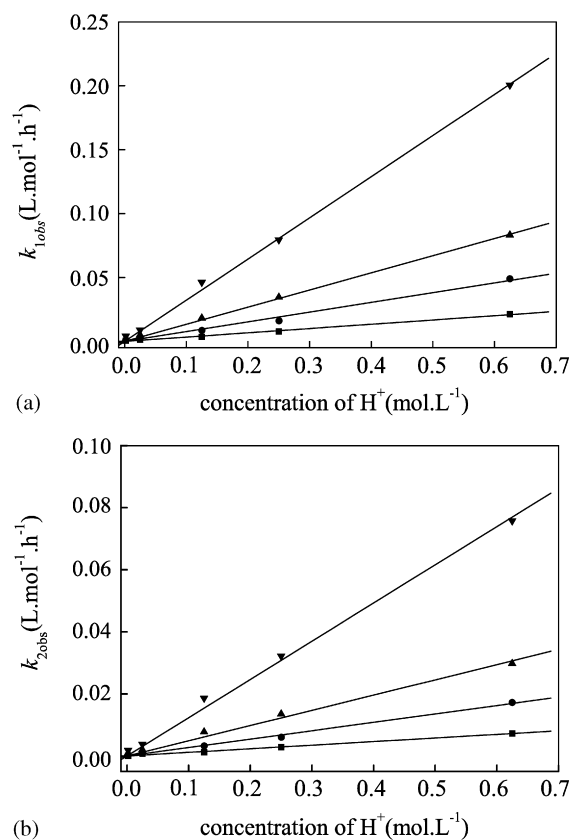 0.25
0.20
0.15
0.10
0.05
0.00
k1obs(L.mol-1.h-1)
0.0 0.1 0.2 0.3 0.4 0.5 0.6 0.7
(a) concentration of H+(mol.L-1)
0.10
0.08
0.06
0.04
0.02
0.00
k2obs(L.mol-1.h-1)
0.0 0.1 0.2 0.3 0.4 0.5 0.6 0.7
(b) concentration of H+(mol.L-1)